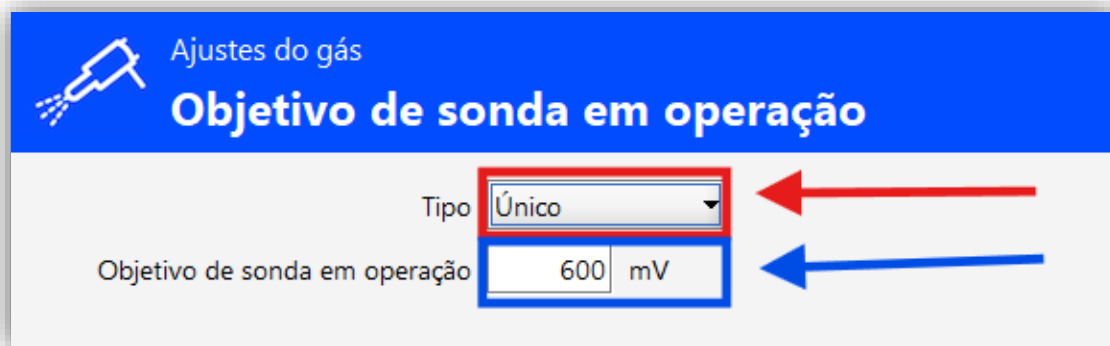 Ajustes do gás
Objetivo de sonda em operação
Tipo Único
Objetivo de sonda em operação 600 mV